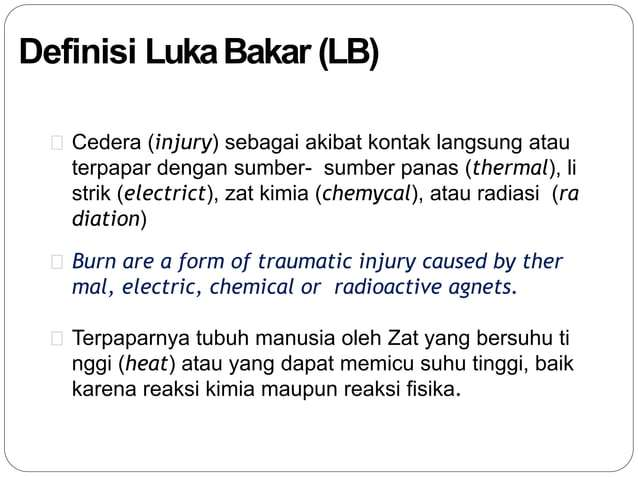 Definisi Luka Bakar (LB)
Cedera (injury) sebagai akibat kontak langsung atau
terpapar dengan sumber- sumber panas (thermal), li
strik (electrict), zat kimia (chemycal), atau radiasi (ra
diation)
Burn are a form of traumatic injury caused by ther
mal, electric, chemical or radioactive agnets.
Terpaparnya tubuh manusia oleh Zat yang bersuhu ti
nggi (heat) atau yang dapat memicu suhu tinggi, baik
karena reaksi kimia maupun reaksi fisika.